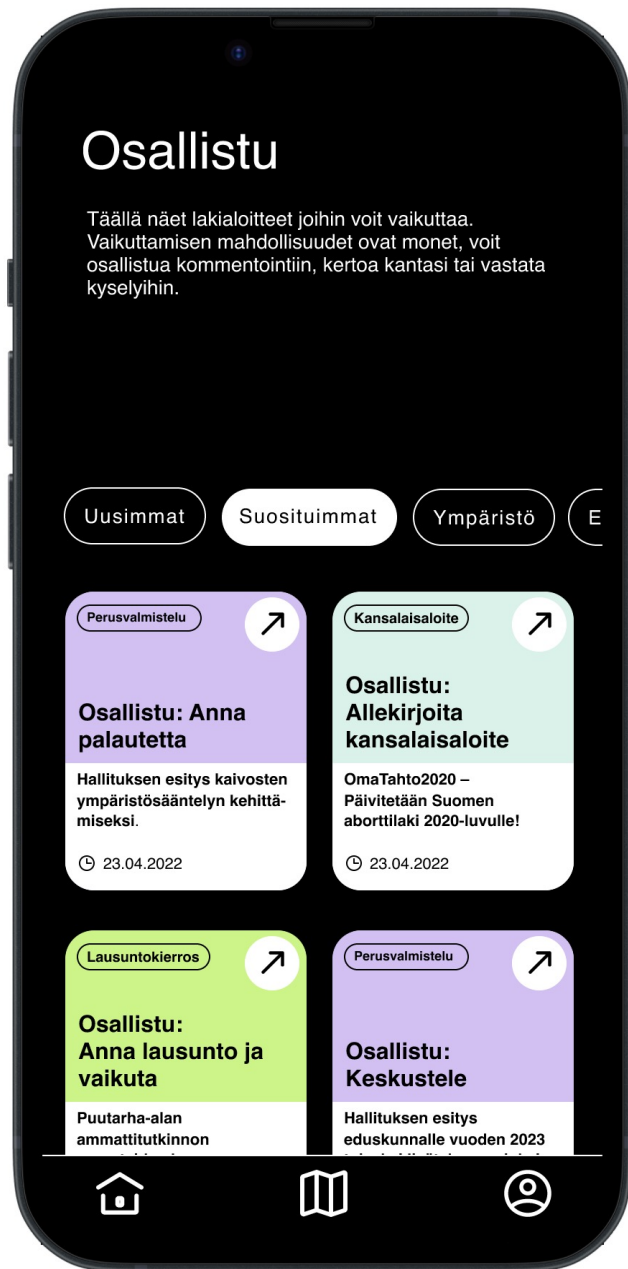 Osallistu
Täällä näet lakialoitteet joihin voit vaikuttaa.
Vaikuttamisen mahdollisuudet ovat monet, voit
osallistua kommentointiin, kertoa kantasi tai vastata
kyselyihin.
Uusimmat
Suosituimmat
Ympäristö
E
Perusvalmistelu
Osallistu: Anna
palautetta
Hallituksen esitys kaivosten
ympäristösääntelyn kehittä-
miseksi.
23.04.2022
Kansalaisaloite
Osallistu:
Allekirjoita
kansalaisaloite
OmaTahto2020 –
Päivitetään Suomen
aborttilaki 2020-luvulle!
23.04.2022
Lausuntokierros
Osallistu:
Anna lausunto ja
vaikuta
Puutarha-alan
ammattitutkinnon
Perusvalmistelu
Osallistu:
Keskustele
Hallituksen esitys
eduskunnalle vuoden 2023